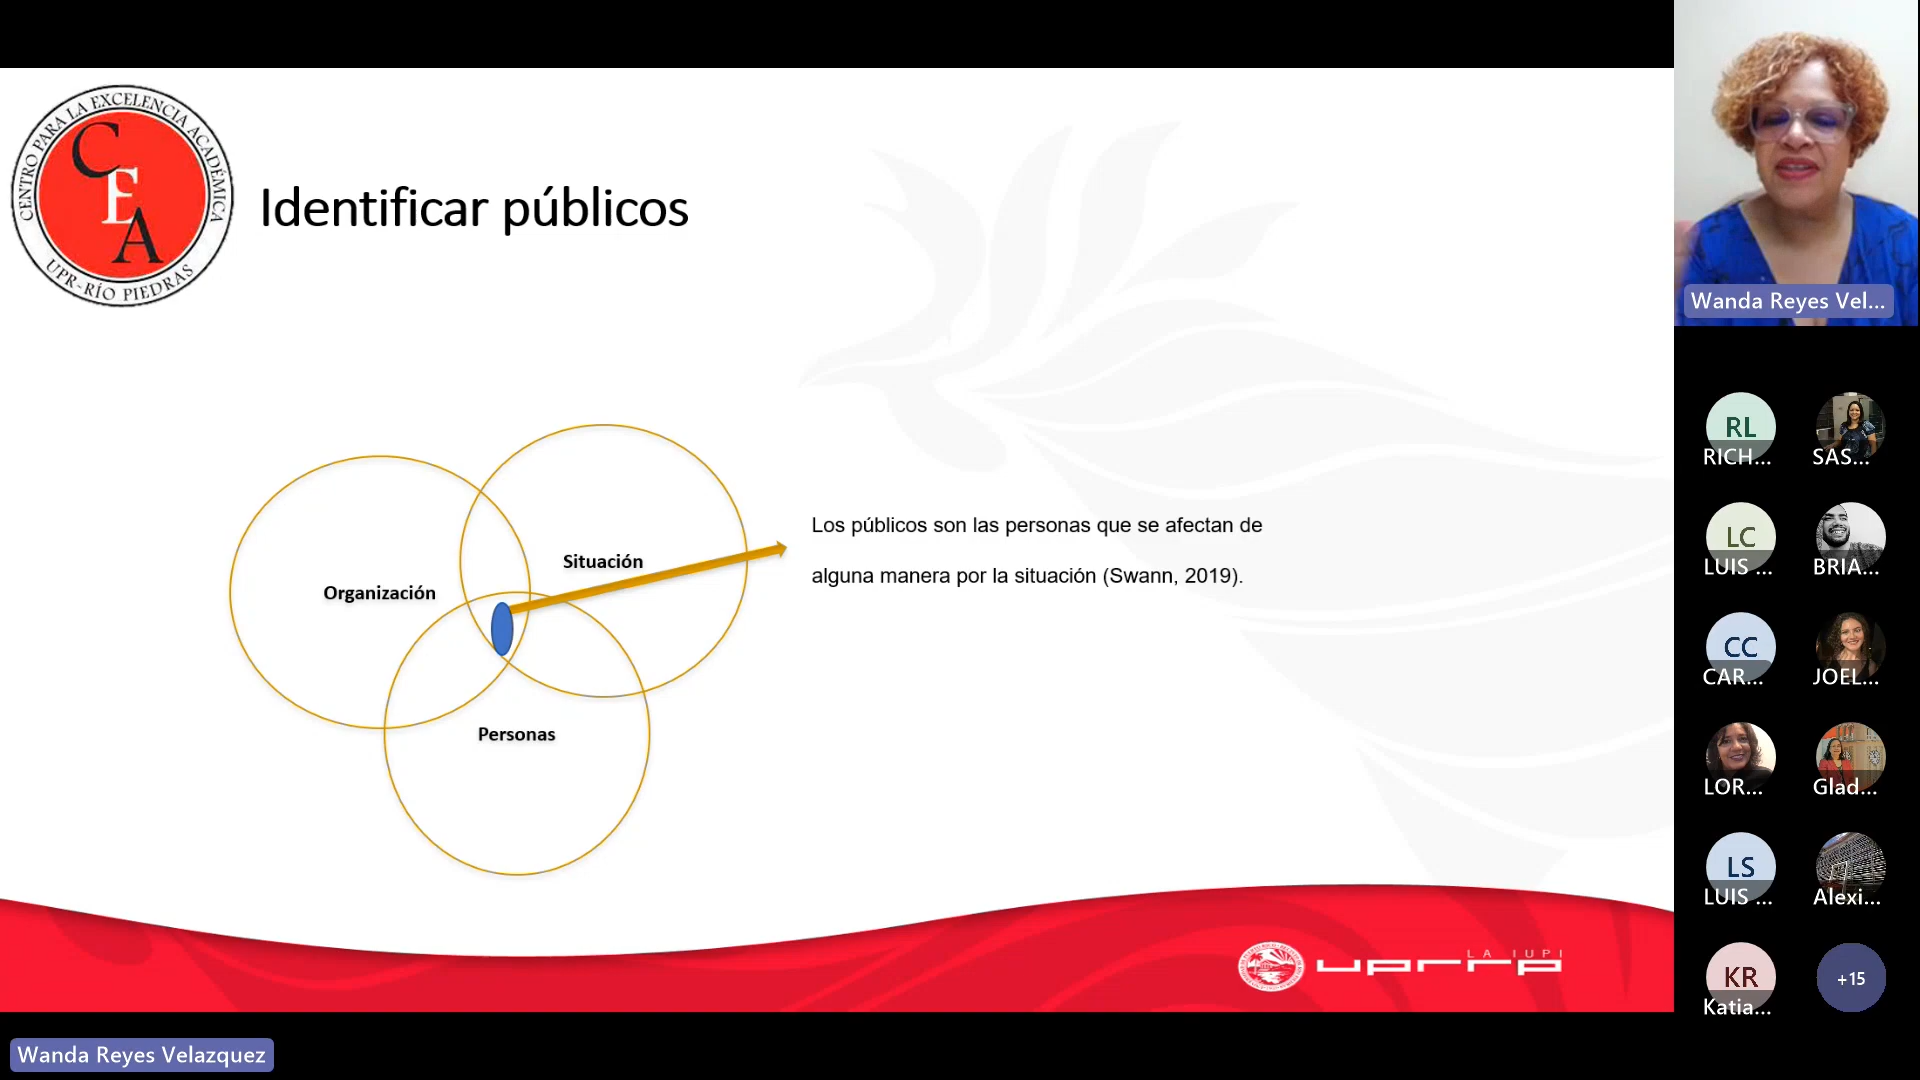 CENTRO PARA LA EXCELENCIA ACADÉMICA
CEA
UPR-RÍO PIEDRAS
Identificar públicos
Organización
Situación
Personas
Los públicos son las personas que se afectan de
alguna manera por la situación (Swann, 2019).
LA IUPI
uprrp
Wanda Reyes Vel...
RL
RICH...
SAS...
LC
LUIS ...
BRIA...
CC
CAR...
JOEL...
LOR...
Glad...
LS
LUIS ...
Alexi...
KR
Katia...
+15
Wanda Reyes Velazquez